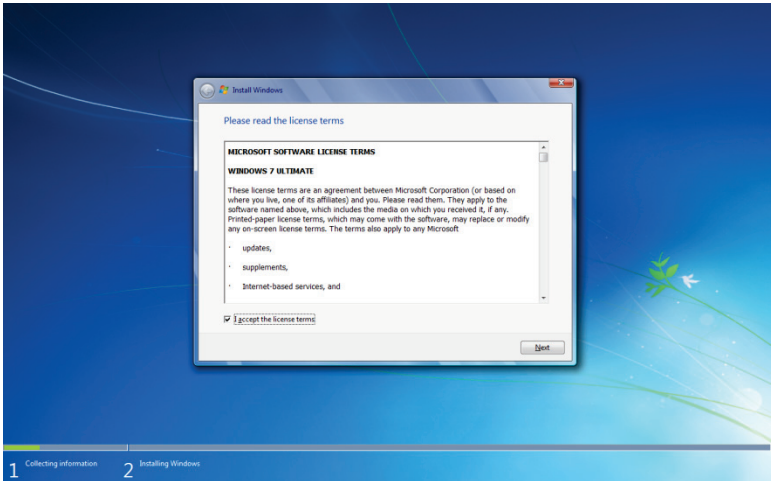 Install Windows
Please read the license terms
MICROSOFT SOFTWARE LICENSE TERMS
WINDOWS 7 ULTIMATE
These license terms are an agreement between Microsoft Corporation (or based on
where you live, one of its affiliates) and you. Please read them. They apply to the
software named above, which includes the media on which you received it, if any.
Printed-paper license terms, which may come with the software, may replace or modify
any on-screen license terms. The terms also apply to any Microsoft
· updates,
· supplements,
· Internet-based services, and
I accept the license terms
Next
1 Collecting information 2 Installing Windows